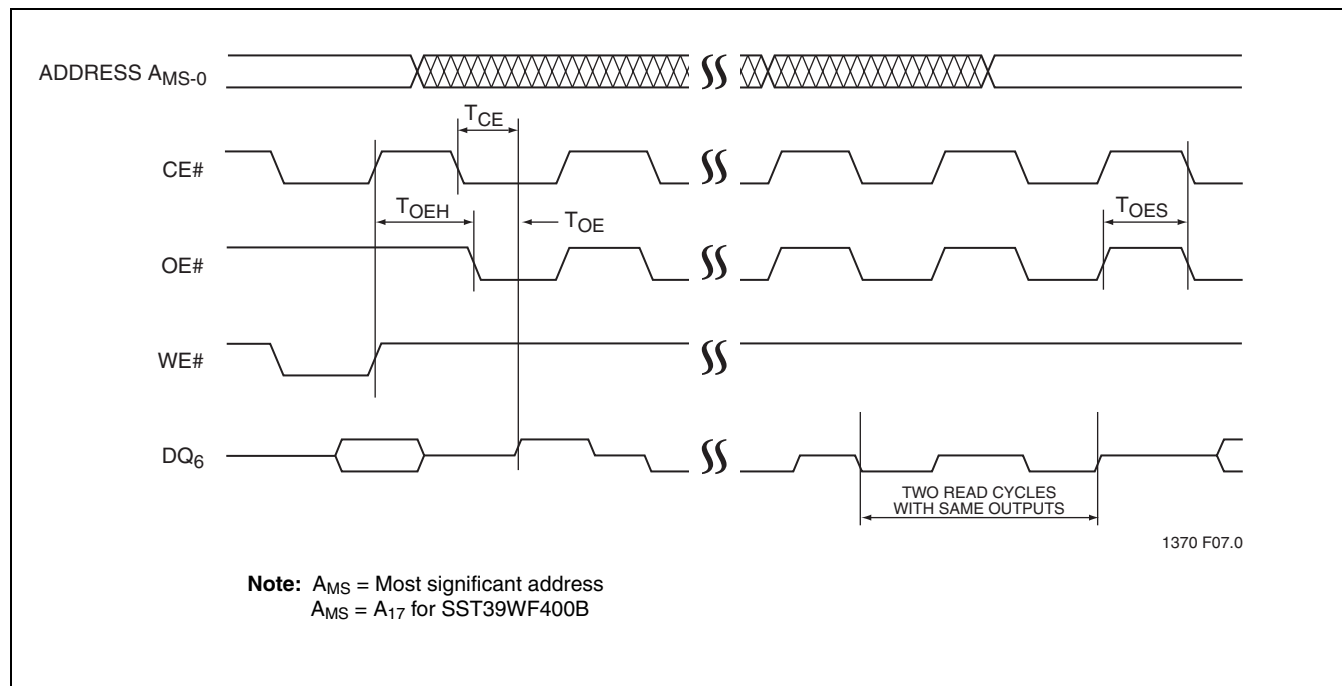 ADDRESS AMS-0
TCE
CE#
TOEH
TOE
TOES
OE#
WE#
DQ6
TWO READ CYCLES
WITH SAME OUTPUTS
1370 F07.0
Note: AMS = Most significant address
AMS = A17 for SST39WF400B